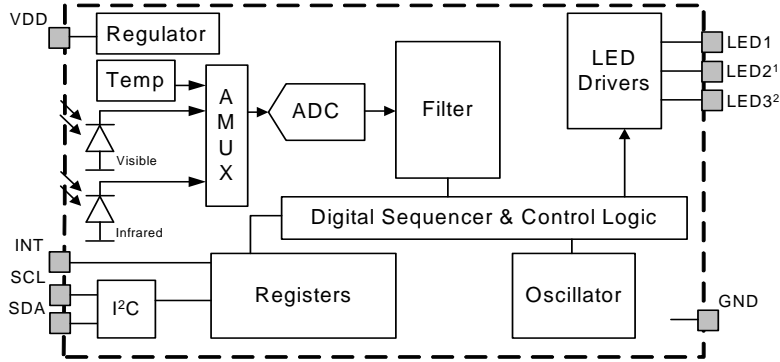 VDD
Regulator
LED1
LED2¹
LED3²
LED
Drivers
Temp
A
M
U
X
ADC
Filter
Visible
Infrared
Digital Sequencer & Control Logic
INT
SCL
SDA
I²C
Registers
Oscillator
GND